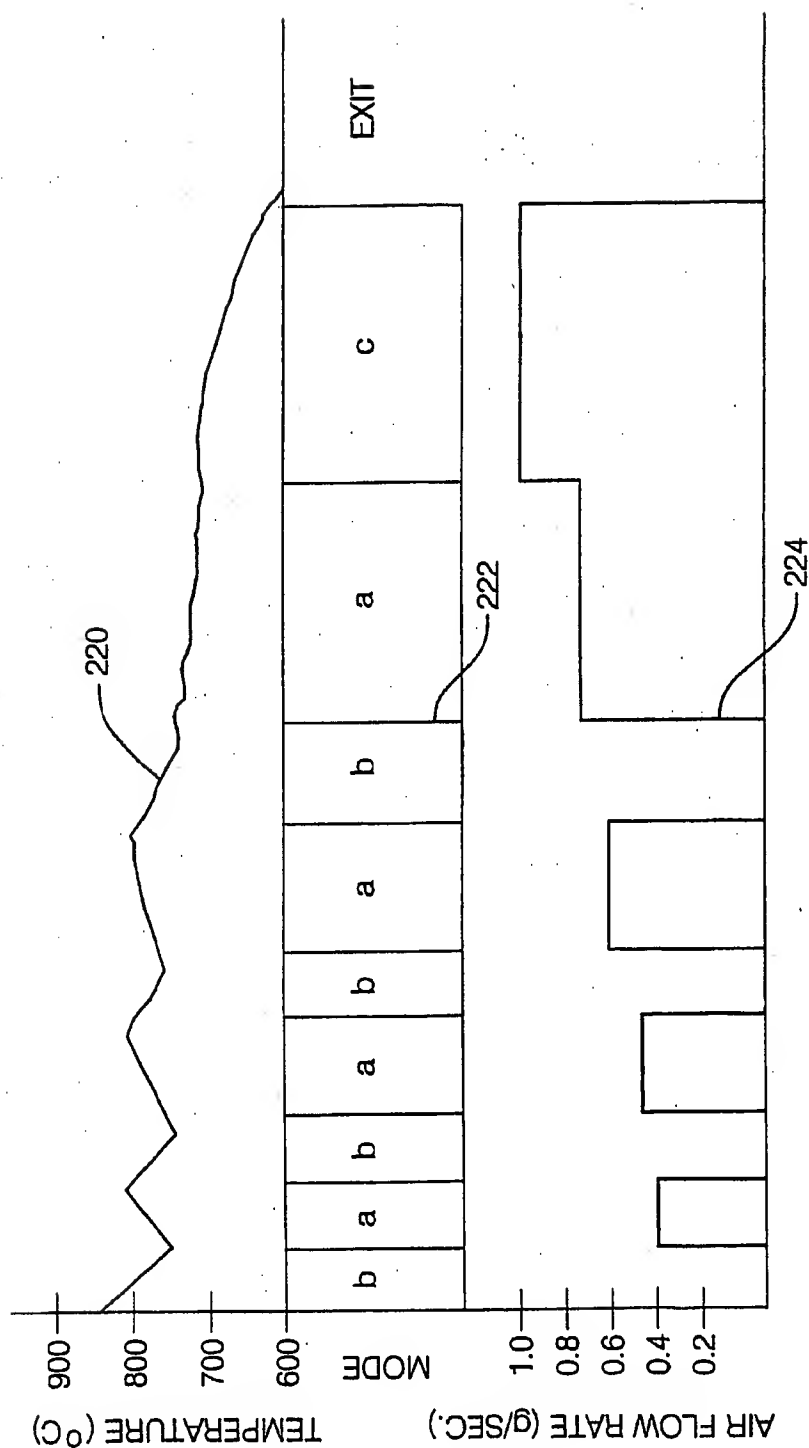 TEMPERATURE (°C)
900
800
700
600
220
MODE
b
a
b
a
b
a
b
a
c
EXIT
222
AIR FLOW RATE (g/SEC.)
1.0
0.8
0.6
0.4
0.2
224